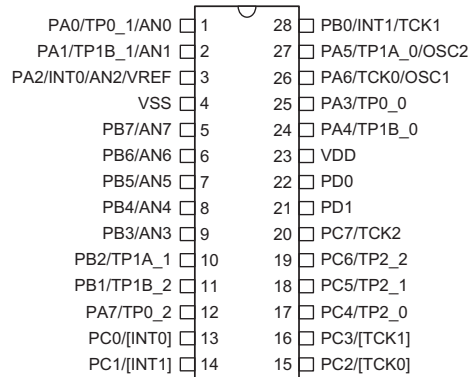 PA0/TP0_1/AN0 1 28 PB0/INT1/TCK1
PA1/TP1B_1/AN1 2 27 PA5/TP1A_0/OSC2
PA2/INT0/AN2/VREF 3 26 PA6/TCK0/OSC1
VSS 4 25 PA3/TP0_0
PB7/AN7 5 24 PA4/TP1B_0
PB6/AN6 6 23 VDD
PB5/AN5 7 22 PD0
PB4/AN4 8 21 PD1
PB3/AN3 9 20 PC7/TCK2
PB2/TP1A_1 10 19 PC6/TP2_2
PB1/TP1B_2 11 18 PC5/TP2_1
PA7/TP0_2 12 17 PC4/TP2_0
PC0/[INT0] 13 16 PC3/[TCK1]
PC1/[INT1] 14 15 PC2/[TCK0]